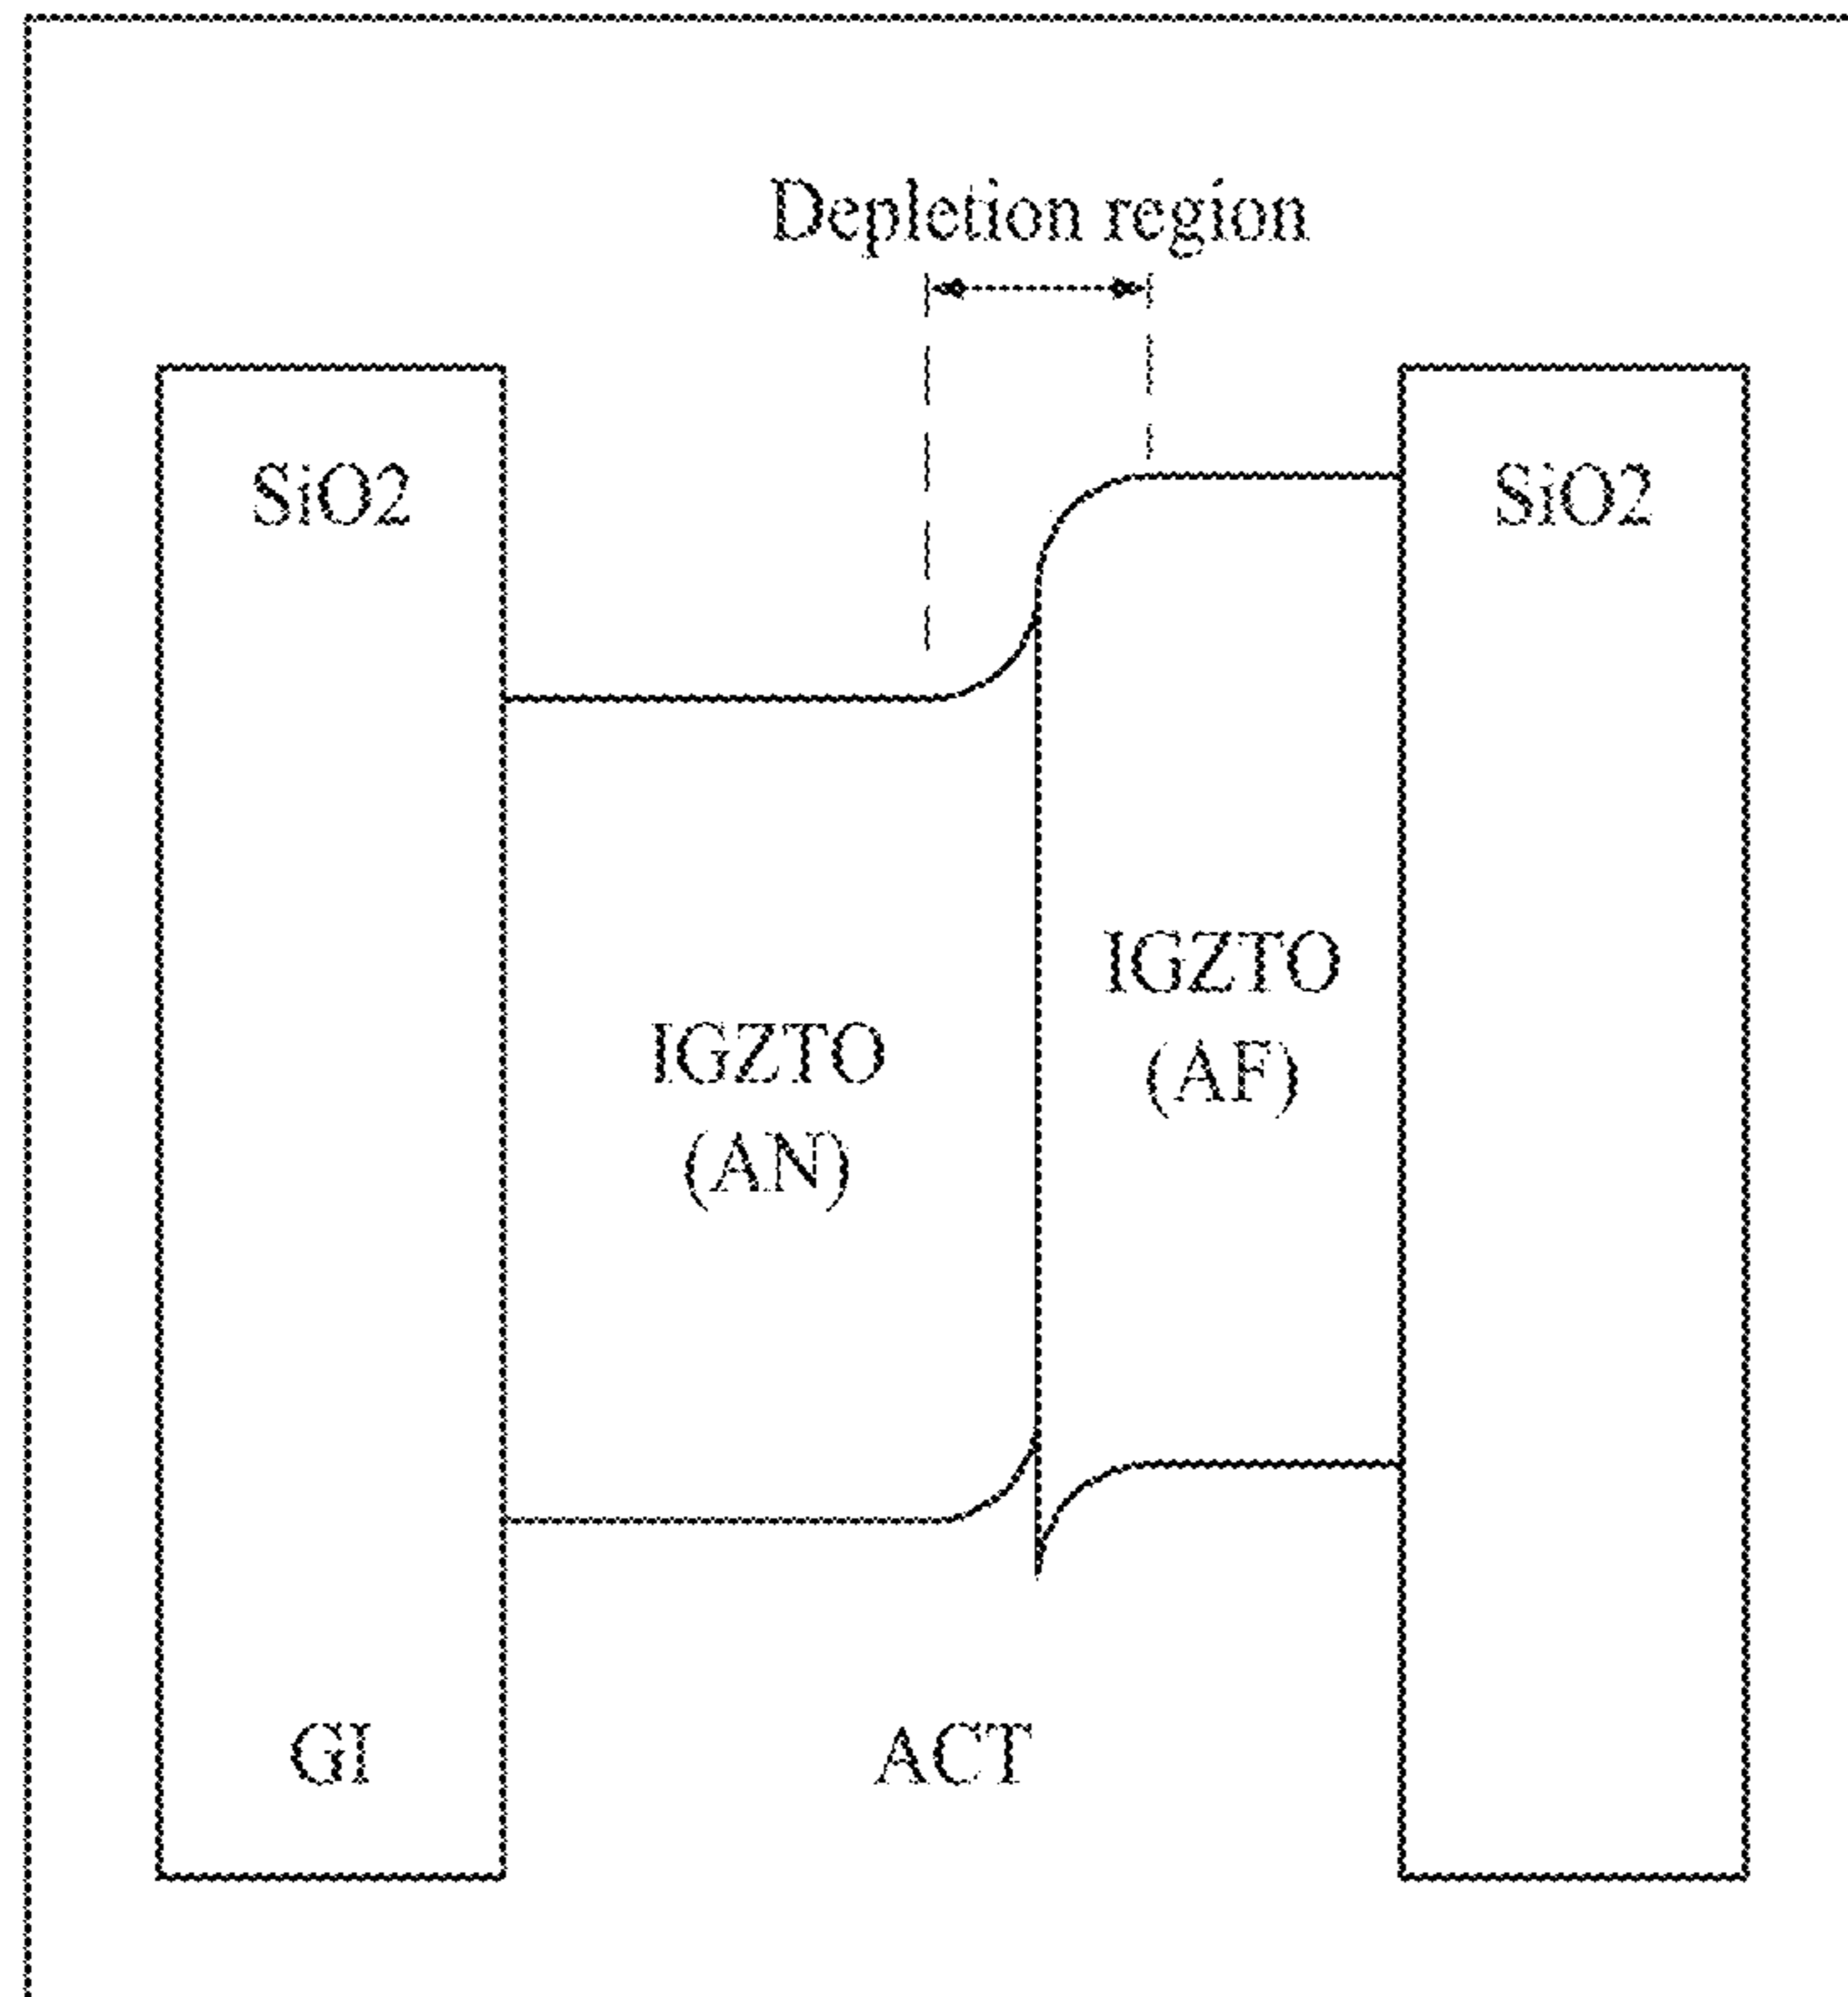 Depletion region
SiO2
SiO2
IGZTO
(AN)
IGZTO
(AF)
GI
ACT